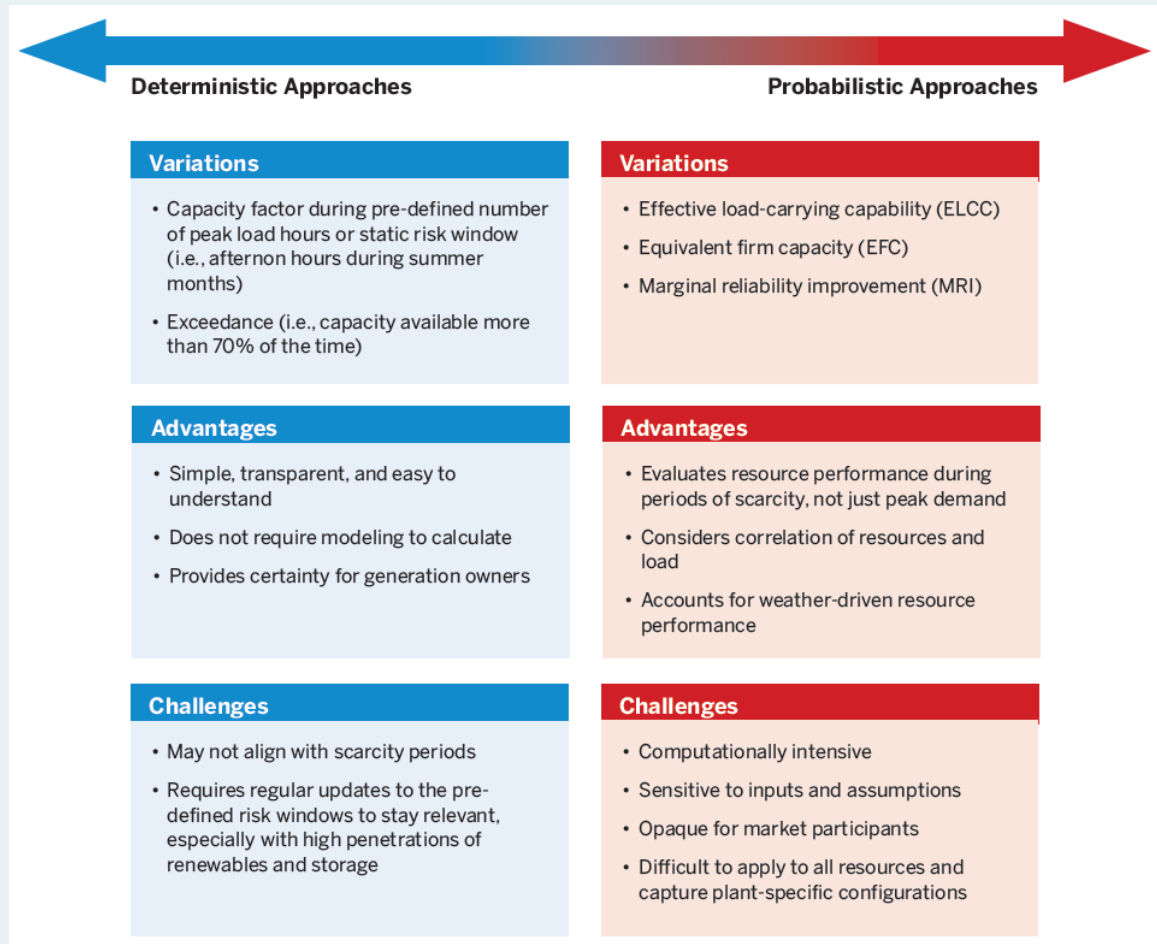 Deterministic Approaches
Probabilistic Approaches
Variations
• Capacity factor during pre-defined number
of peak load hours or static risk window
(i.e., afternon hours during summer
months)
• Exceedance (i.e., capacity available more
than 70% of the time)
Variations
• Effective load-carrying capability (ELCC)
• Equivalent firm capacity (EFC)
• Marginal reliability improvement (MRI)
Advantages
• Simple, transparent, and easy to
understand
• Does not require modeling to calculate
• Provides certainty for generation owners
Advantages
• Evaluates resource performance during
periods of scarcity, not just peak demand
• Considers correlation of resources and
load
• Accounts for weather-driven resource
performance
Challenges
• May not align with scarcity periods
• Requires regular updates to the pre-
defined risk windows to stay relevant,
especially with high penetrations of
renewables and storage
Challenges
• Computationally intensive
• Sensitive to inputs and assumptions
• Opaque for market participants
• Difficult to apply to all resources and
capture plant-specific configurations